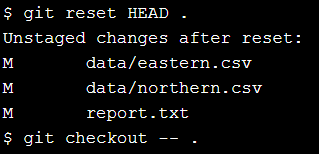 $ git reset HEAD .
Unstaged changes after reset:
M       data/eastern.csv
M       data/northern.csv
M       report.txt
$ git checkout -- .